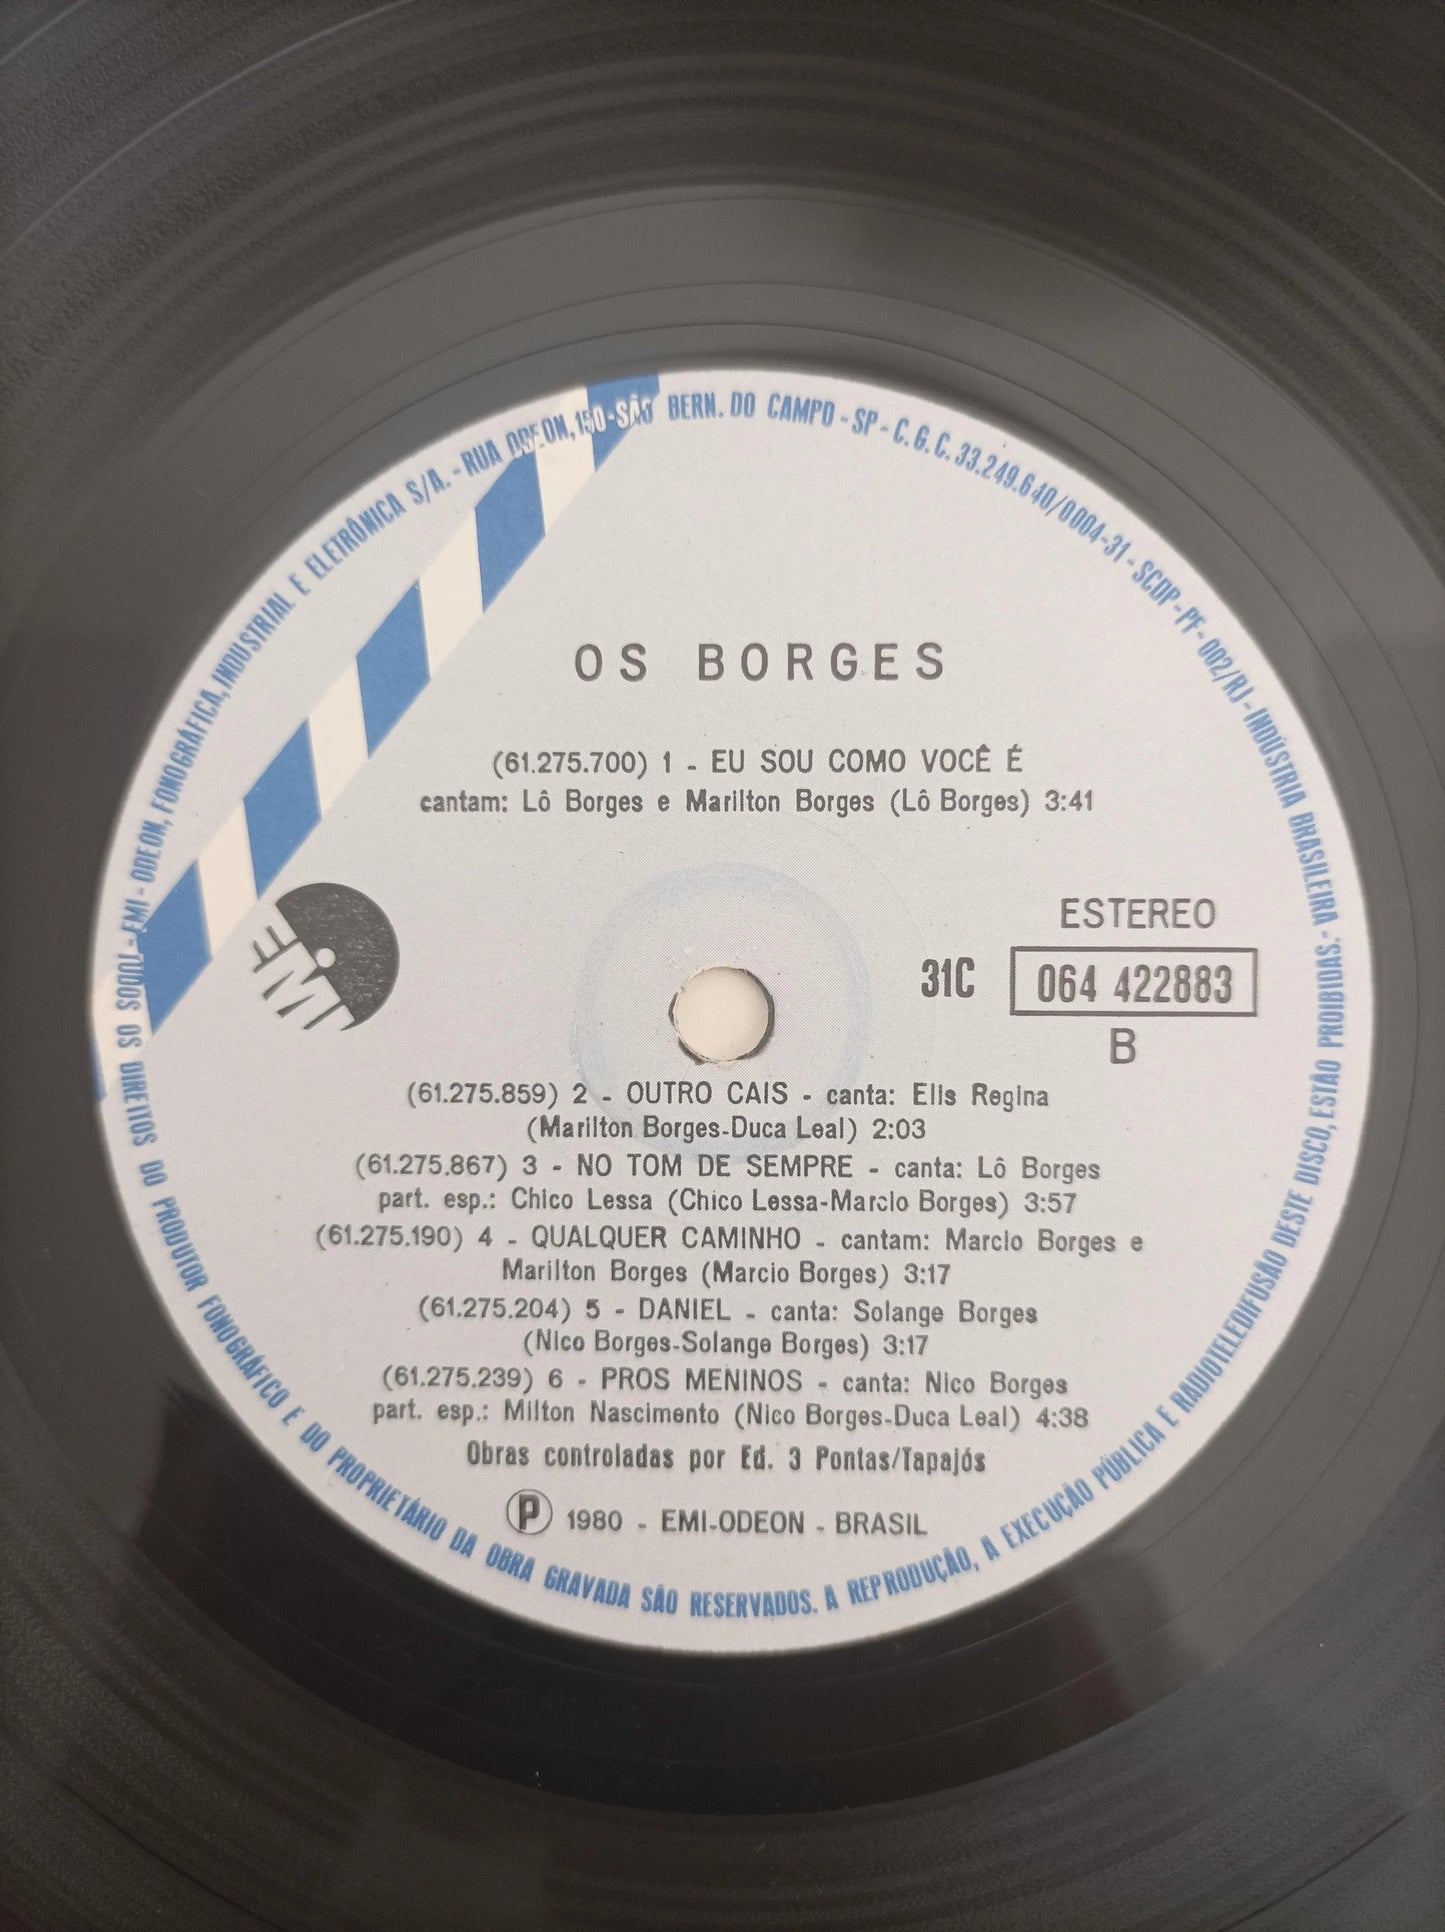 EMI - ODEON, FONOGRÁFICA, INDUSTRIAL E ELETRÔNICA S/A. - RUA ODEON, 150 - SÃO BERN. DO CAMPO - SP - C.G.C. 33.249.640/0004-31 - SCDP - PF - 002/RJ - INDÚSTRIA BRASILEIRA
OS BORGES
(61.275.700) 1 - EU SOU COMO VOCÊ É
cantam: Lô Borges e Marilton Borges (Lô Borges) 3:41
EMI
ESTEREO
31C 064 422883
B
(61.275.859) 2 - OUTRO CAIS - canta: Elis Regina
(Marilton Borges-Duca Leal) 2:03
(61.275.867) 3 - NO TOM DE SEMPRE - canta: Lô Borges
part. esp.: Chico Lessa (Chico Lessa-Marcio Borges) 3:57
(61.275.190) 4 - QUALQUER CAMINHO - cantam: Marcio Borges e
Marilton Borges (Marcio Borges) 3:17
(61.275.204) 5 - DANIEL - canta: Solange Borges
(Nico Borges-Solange Borges) 3:17
(61.275.239) 6 - PROS MENINOS - canta: Nico Borges
part. esp.: Milton Nascimento (Nico Borges-Duca Leal) 4:38
Obras controladas por Ed. 3 Pontas/Tapajós
Ⓟ 1980 - EMI-ODEON - BRASIL
TODOS OS DIREITOS DO PRODUTOR FONOGRÁFICO E DO PROPRIETÁRIO DA OBRA GRAVADA SÃO RESERVADOS. A REPRODUÇÃO, A EXECUÇÃO PÚBLICA E RADIOTELEDIFUSÃO DESTE DISCO, ESTÃO PROIBIDAS.